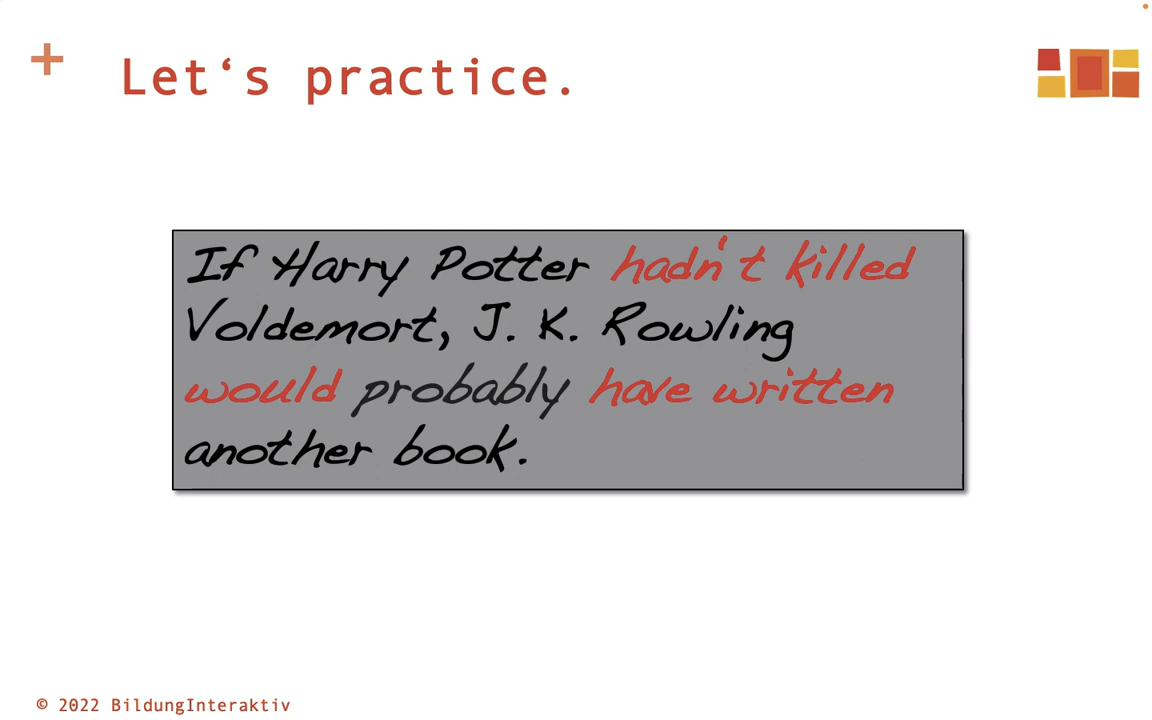 + Let‘s practice.
If Harry Potter hadn‘t killed
Voldemort, J. K. Rowling
would probably have written
another book.
© 2022 BildungInteraktiv